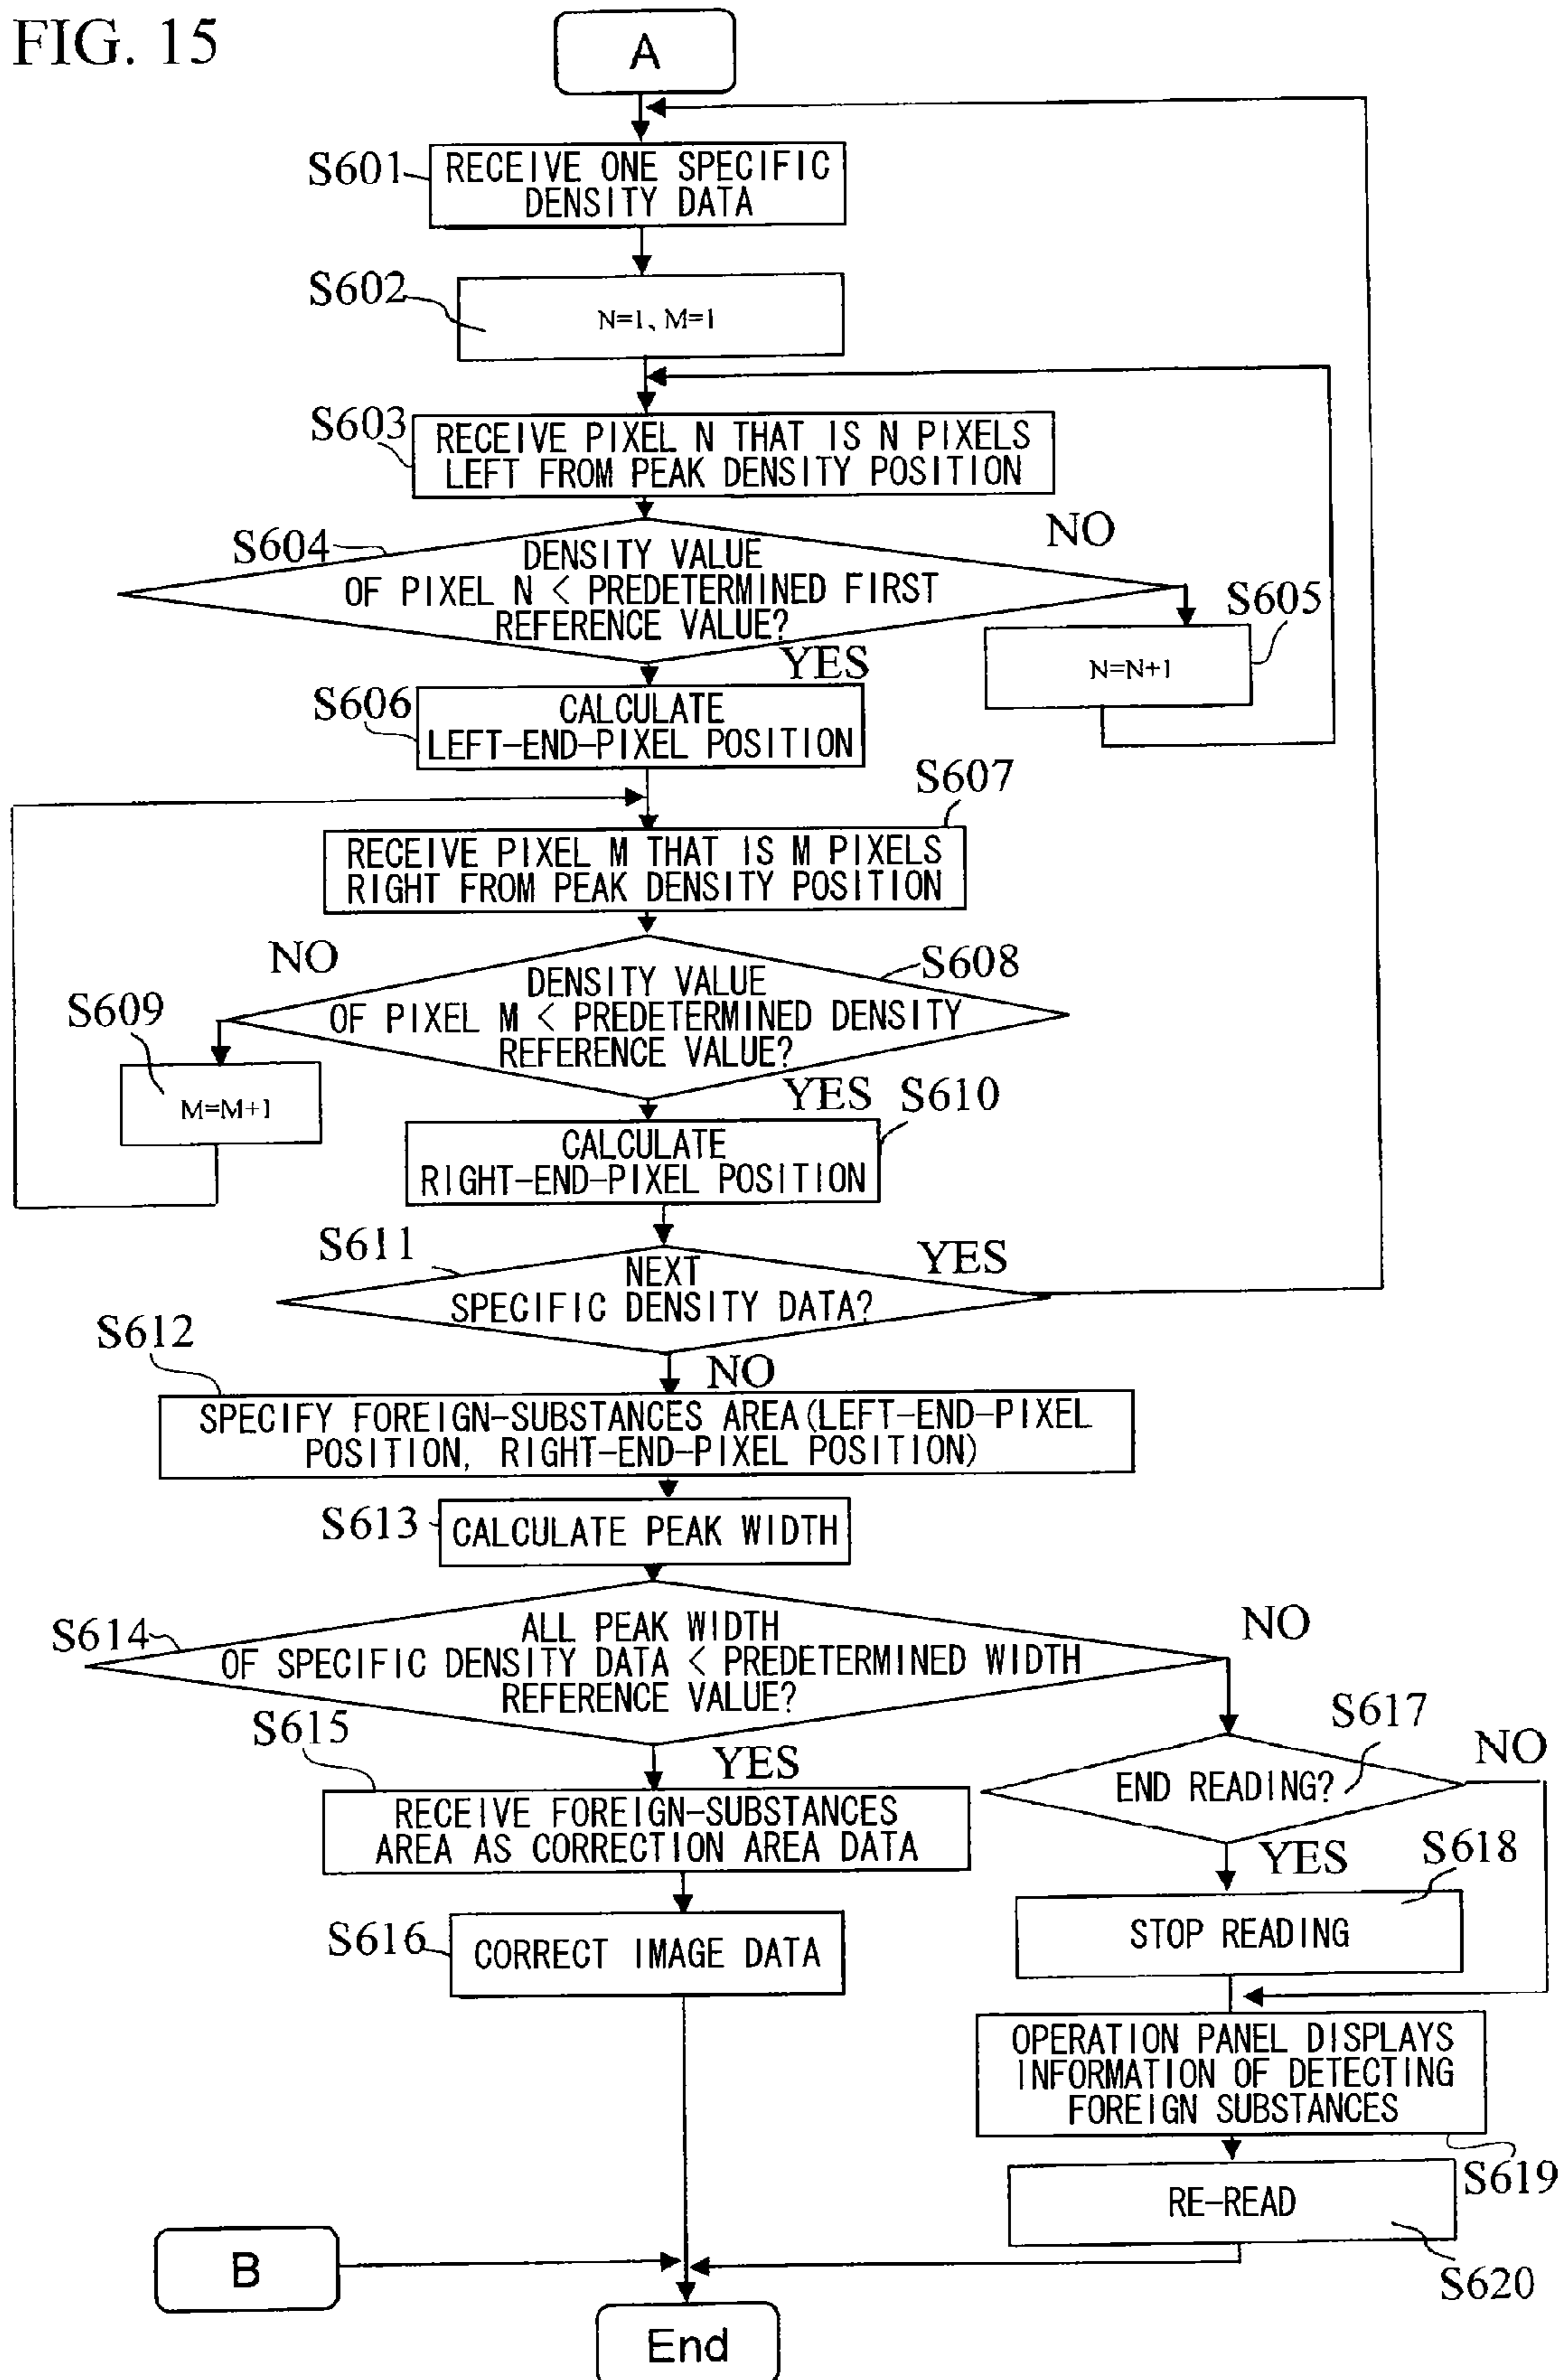 FIG. 15
A
S601
RECEIVE ONE SPECIFIC
DENSITY DATA
S602
N=1, M=1
S603
RECEIVE PIXEL N THAT IS N PIXELS
LEFT FROM PEAK DENSITY POSITION
S604
DENSITY VALUE
OF PIXEL N < PREDETERMINED FIRST
REFERENCE VALUE?
NO
YES
S605
N=N+1
S606
CALCULATE
LEFT-END-PIXEL POSITION
S607
RECEIVE PIXEL M THAT IS M PIXELS
RIGHT FROM PEAK DENSITY POSITION
NO
S608
DENSITY VALUE
OF PIXEL M < PREDETERMINED DENSITY
REFERENCE VALUE?
S609
M=M+1
YES
S610
CALCULATE
RIGHT-END-PIXEL POSITION
S611
NEXT
SPECIFIC DENSITY DATA?
YES
NO
S612
SPECIFY FOREIGN-SUBSTANCES AREA(LEFT-END-PIXEL
POSITION, RIGHT-END-PIXEL POSITION)
S613
CALCULATE PEAK WIDTH
S614
ALL PEAK WIDTH
OF SPECIFIC DENSITY DATA < PREDETERMINED WIDTH
REFERENCE VALUE?
NO
YES
S615
RECEIVE FOREIGN-SUBSTANCES
AREA AS CORRECTION AREA DATA
S616
CORRECT IMAGE DATA
S617
END READING?
NO
YES
S618
STOP READING
OPERATION PANEL DISPLAYS
INFORMATION OF DETECTING
FOREIGN SUBSTANCES
S619
RE-READ
S620
B
End